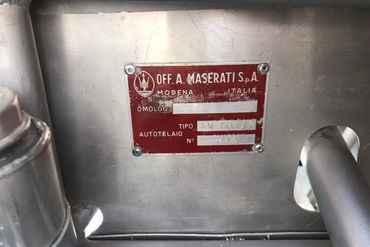 OFF. A. MASERATI S.p.A.
MODENA ITALIA
OMOLOG
TIPO
AUTOTELAIO
N°